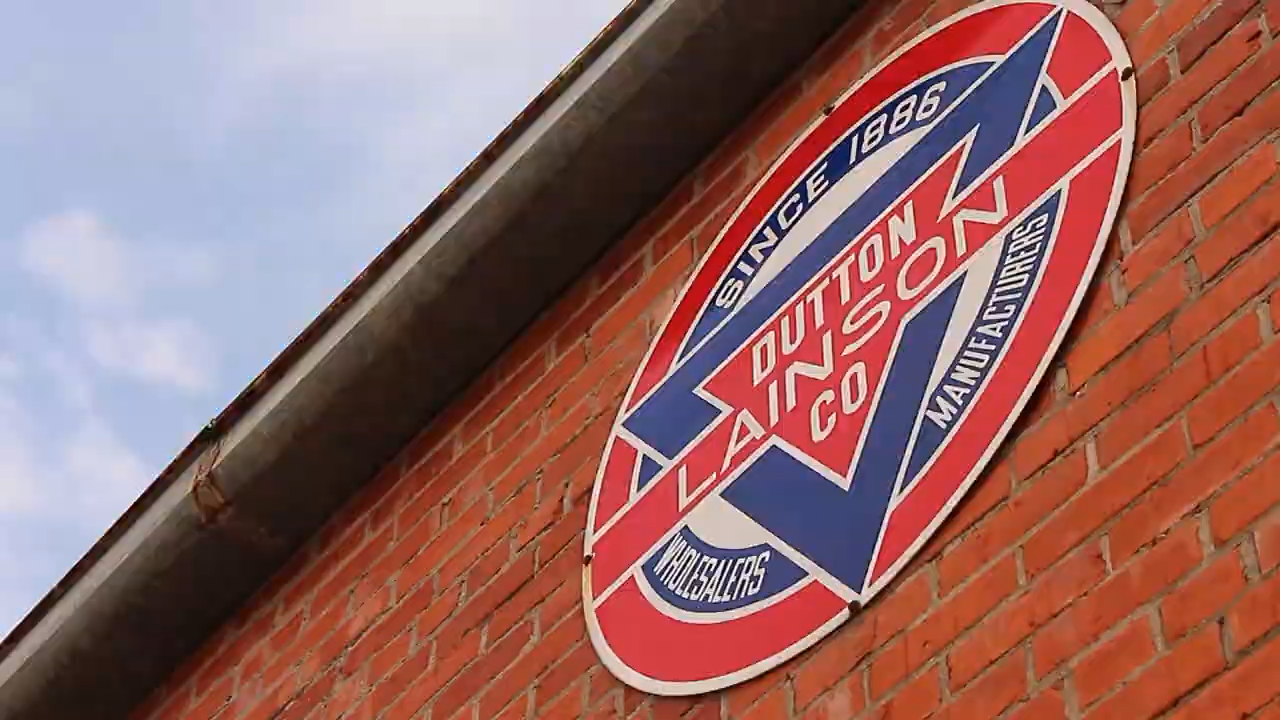 SINCE 1886
DUTTON
LAINSON
CO
MANUFACTURERS
WHOLESALERS